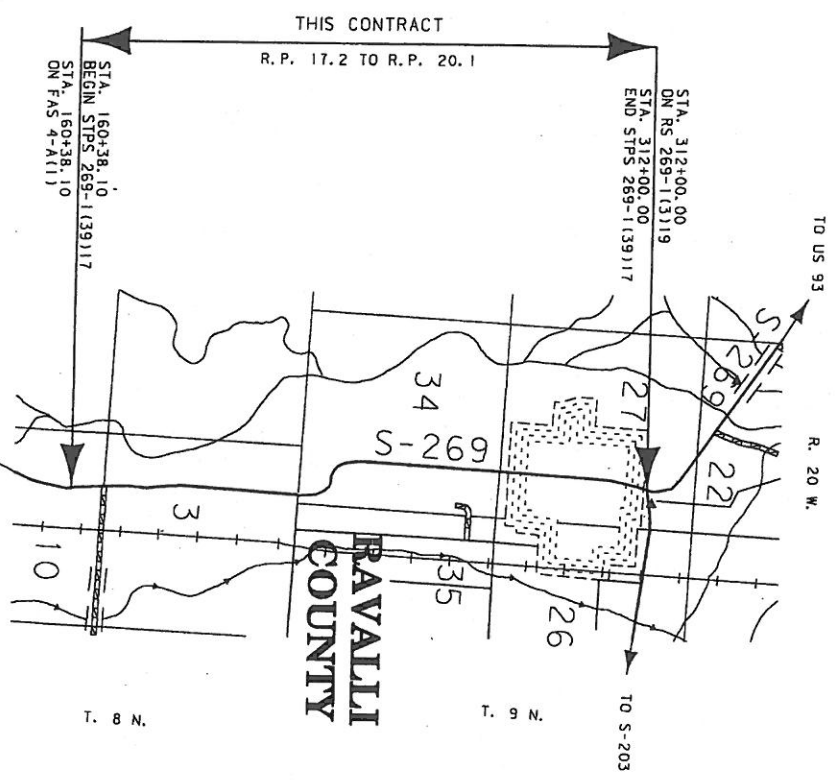 THIS CONTRACT
R.P. 17.2 TO R.P. 20.1
STA. 160+38.10
BEGIN STPS 269-1(39)17
STA. 160+38.10
ON FAS 4-A(1)
STA. 312+00.00
ON RS 269-1(3)19
STA. 312+00.00
END STPS 269-1(39)17
TO US 93
S-269
R. 20 W.
27
22
34
S-269
3
10
35
26
RAVALLI
COUNTY
T. 8 N.
T. 9 N.
TO S-203